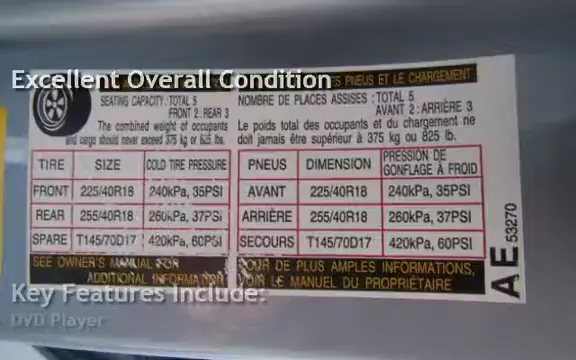 Excellent Overall Condition
ES PNEUS ET LE CHARGEMENT
SEATING CAPACITY : TOTAL 5
FRONT 2 : REAR 3
The combined weight of occupants
and cargo should never exceed 375 kg or 825 lb.
TIRE SIZE COLD TIRE PRESSURE
FRONT 225/40R18 240kPa, 35PSI
REAR 255/40R18 260kPa, 37PSI
SPARE T145/70D17 420kPa, 60PSI
SEE OWNER'S MANUAL FOR
ADDITIONAL INFORMATION
NOMBRE DE PLACES ASSISES : TOTAL 5
AVANT 2 : ARRIÈRE 3
Le poids total des occupants et du chargement ne
doit jamais être supérieur à 375 kg ou 825 lb.
PNEUS DIMENSION PRESSION DE GONFLAGE À FROID
AVANT 225/40R18 240kPa, 35PSI
ARRIÈRE 255/40R18 260kPa, 37PSI
SECOURS T145/70D17 420kPa, 60PSI
POUR DE PLUS AMPLES INFORMATIONS,
VOIR LE MANUEL DU PROPRIÉTAIRE
AE 53270
Key Features Include:
DVD Player